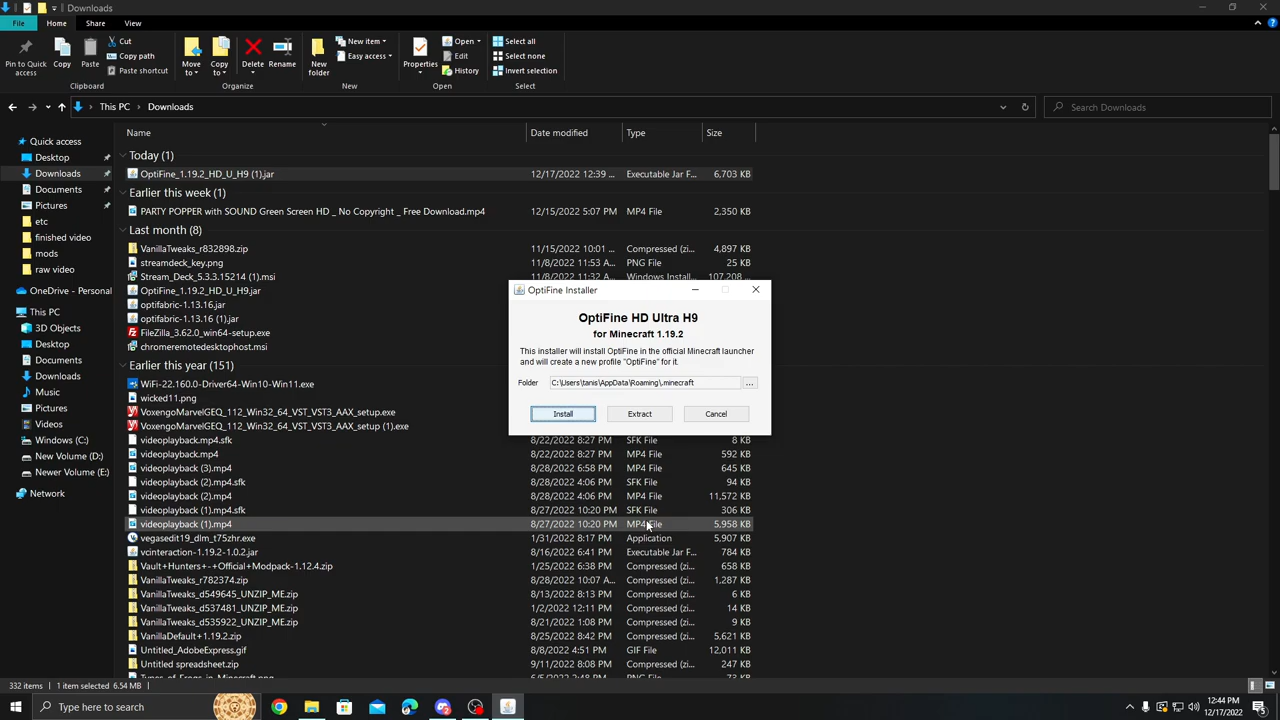 Downloads
File
Home
Share
View
Pin to Quick access
Copy
Paste
Cut
Copy path
Paste shortcut
Move to
Copy to
Delete
Rename
New folder
New item
Easy access
Properties
Open
Edit
History
Select all
Select none
Invert selection
Clipboard
Organize
New
Open
Select
This PC
Downloads
Search Downloads
Name
Date modified
Type
Size
Quick access
Desktop
Downloads
Documents
Pictures
etc
finished video
mods
raw video
OneDrive - Personal
This PC
3D Objects
Desktop
Documents
Downloads
Music
Pictures
Videos
Windows (C:)
New Volume (D:)
Newer Volume (E:)
Network
Today (1)
OptiFine_1.19.2_HD_U_H9 (1).jar 12/17/2022 12:39 ... Executable Jar F... 6,703 KB
Earlier this week (1)
PARTY POPPER with SOUND Green Screen HD _ No Copyright _ Free Download.mp4 12/15/2022 5:07 PM MP4 File 2,350 KB
Last month (8)
VanillaTweaks_r832898.zip 11/15/2022 10:01 ... Compressed (zi... 4,897 KB
streamdeck_key.png 11/8/2022 11:53 A... PNG File 25 KB
Stream_Deck_5.3.3.15214 (1).msi 11/8/2022 11:32 A... Windows Install... 107,208 ...
OptiFine_1.19.2_HD_U_H9.jar
optifabric-1.13.16.jar
optifabric-1.13.16 (1).jar
FileZilla_3.62.0_win64-setup.exe
chromeremotedesktophost.msi
Earlier this year (151)
WiFi-22.160.0-Driver64-Win10-Win11.exe
wicked11.png
VoxengoMarvelGEQ_112_Win32_64_VST_VST3_AAX_setup.exe
VoxengoMarvelGEQ_112_Win32_64_VST_VST3_AAX_setup (1).exe
videoplayback.mp4.sfk 8/22/2022 8:27 PM SFK File 8 KB
videoplayback.mp4 8/22/2022 8:27 PM MP4 File 592 KB
videoplayback (3).mp4 8/28/2022 6:58 PM MP4 File 645 KB
videoplayback (2).mp4.sfk 8/28/2022 4:06 PM SFK File 94 KB
videoplayback (2).mp4 8/28/2022 4:06 PM MP4 File 11,572 KB
videoplayback (1).mp4.sfk 8/27/2022 10:20 PM SFK File 306 KB
videoplayback (1).mp4 8/27/2022 10:20 PM MP4 File 5,958 KB
vegasedit19_dlm_t75zhr.exe 1/31/2022 8:17 PM Application 5,907 KB
vcinteraction-1.19.2-1.0.2.jar 8/16/2022 6:41 PM Executable Jar F... 784 KB
Vault+Hunters+-+Official+Modpack-1.12.4.zip 1/25/2022 6:38 PM Compressed (zi... 658 KB
VanillaTweaks_r782374.zip 8/28/2022 10:07 A... Compressed (zi... 1,287 KB
VanillaTweaks_d549645_UNZIP_ME.zip 8/13/2022 8:13 PM Compressed (zi... 6 KB
VanillaTweaks_d537481_UNZIP_ME.zip 1/2/2022 12:11 PM Compressed (zi... 14 KB
VanillaTweaks_d535922_UNZIP_ME.zip 8/21/2022 1:08 PM Compressed (zi... 9 KB
VanillaDefault+1.19.2.zip 8/25/2022 8:42 PM Compressed (zi... 5,621 KB
Untitled_AdobeExpress.gif 8/8/2022 4:51 PM GIF File 12,011 KB
Untitled spreadsheet.zip 9/11/2022 8:08 PM Compressed (zi... 247 KB
OptiFine Installer
OptiFine HD Ultra H9
for Minecraft 1.19.2
This installer will install OptiFine in the official Minecraft launcher
and will create a new profile "OptiFine" for it.
Folder C:\Users\tanis\AppData\Roaming\.minecraft ...
Install
Extract
Cancel
332 items
1 item selected 6.54 MB
Type here to search
12:44 PM
12/17/2022